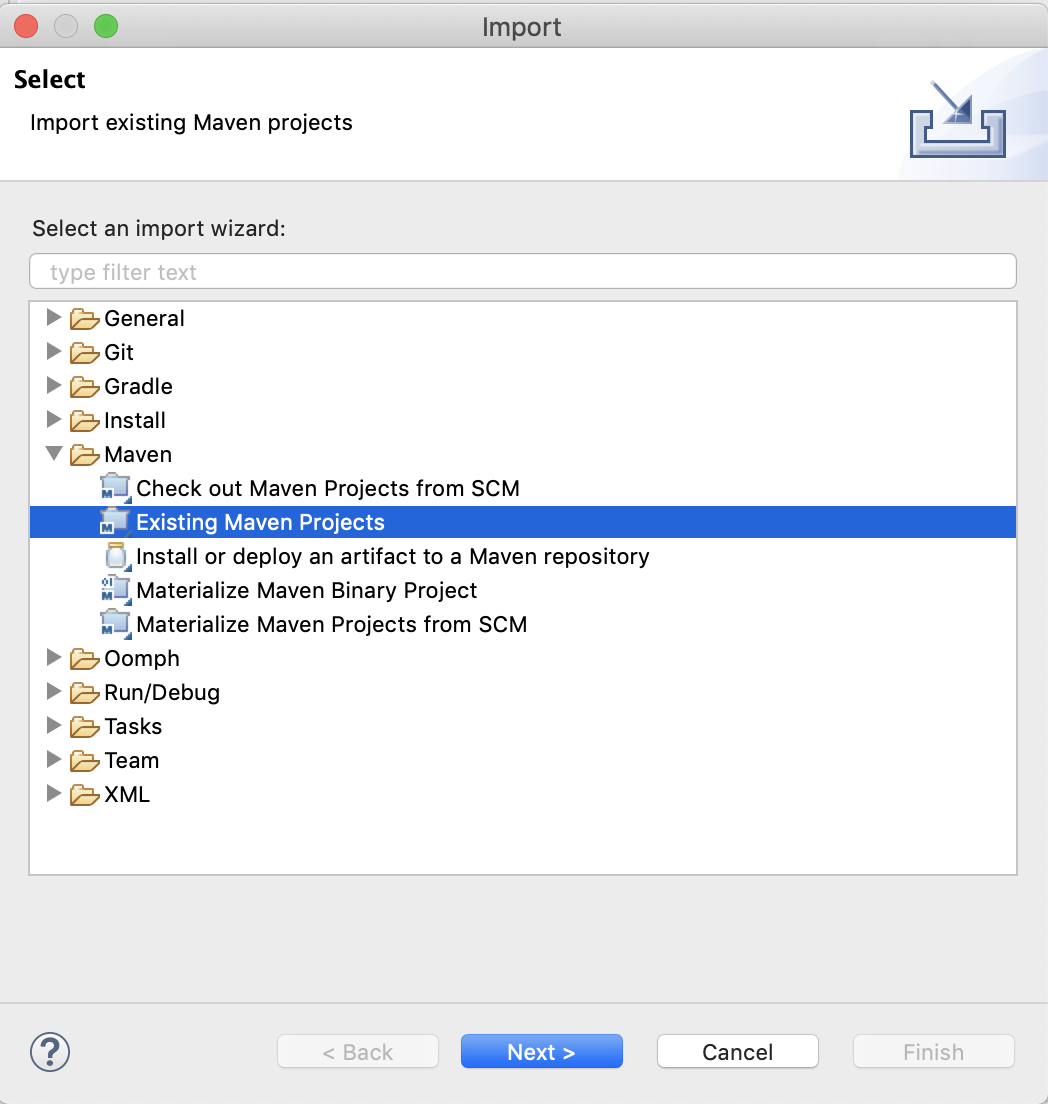 Import
Select
Import existing Maven projects
Select an import wizard:
type filter text
General
Git
Gradle
Install
Maven
Check out Maven Projects from SCM
Existing Maven Projects
Install or deploy an artifact to a Maven repository
Materialize Maven Binary Project
Materialize Maven Projects from SCM
Oomph
Run/Debug
Tasks
Team
XML
? < Back Next > Cancel Finish